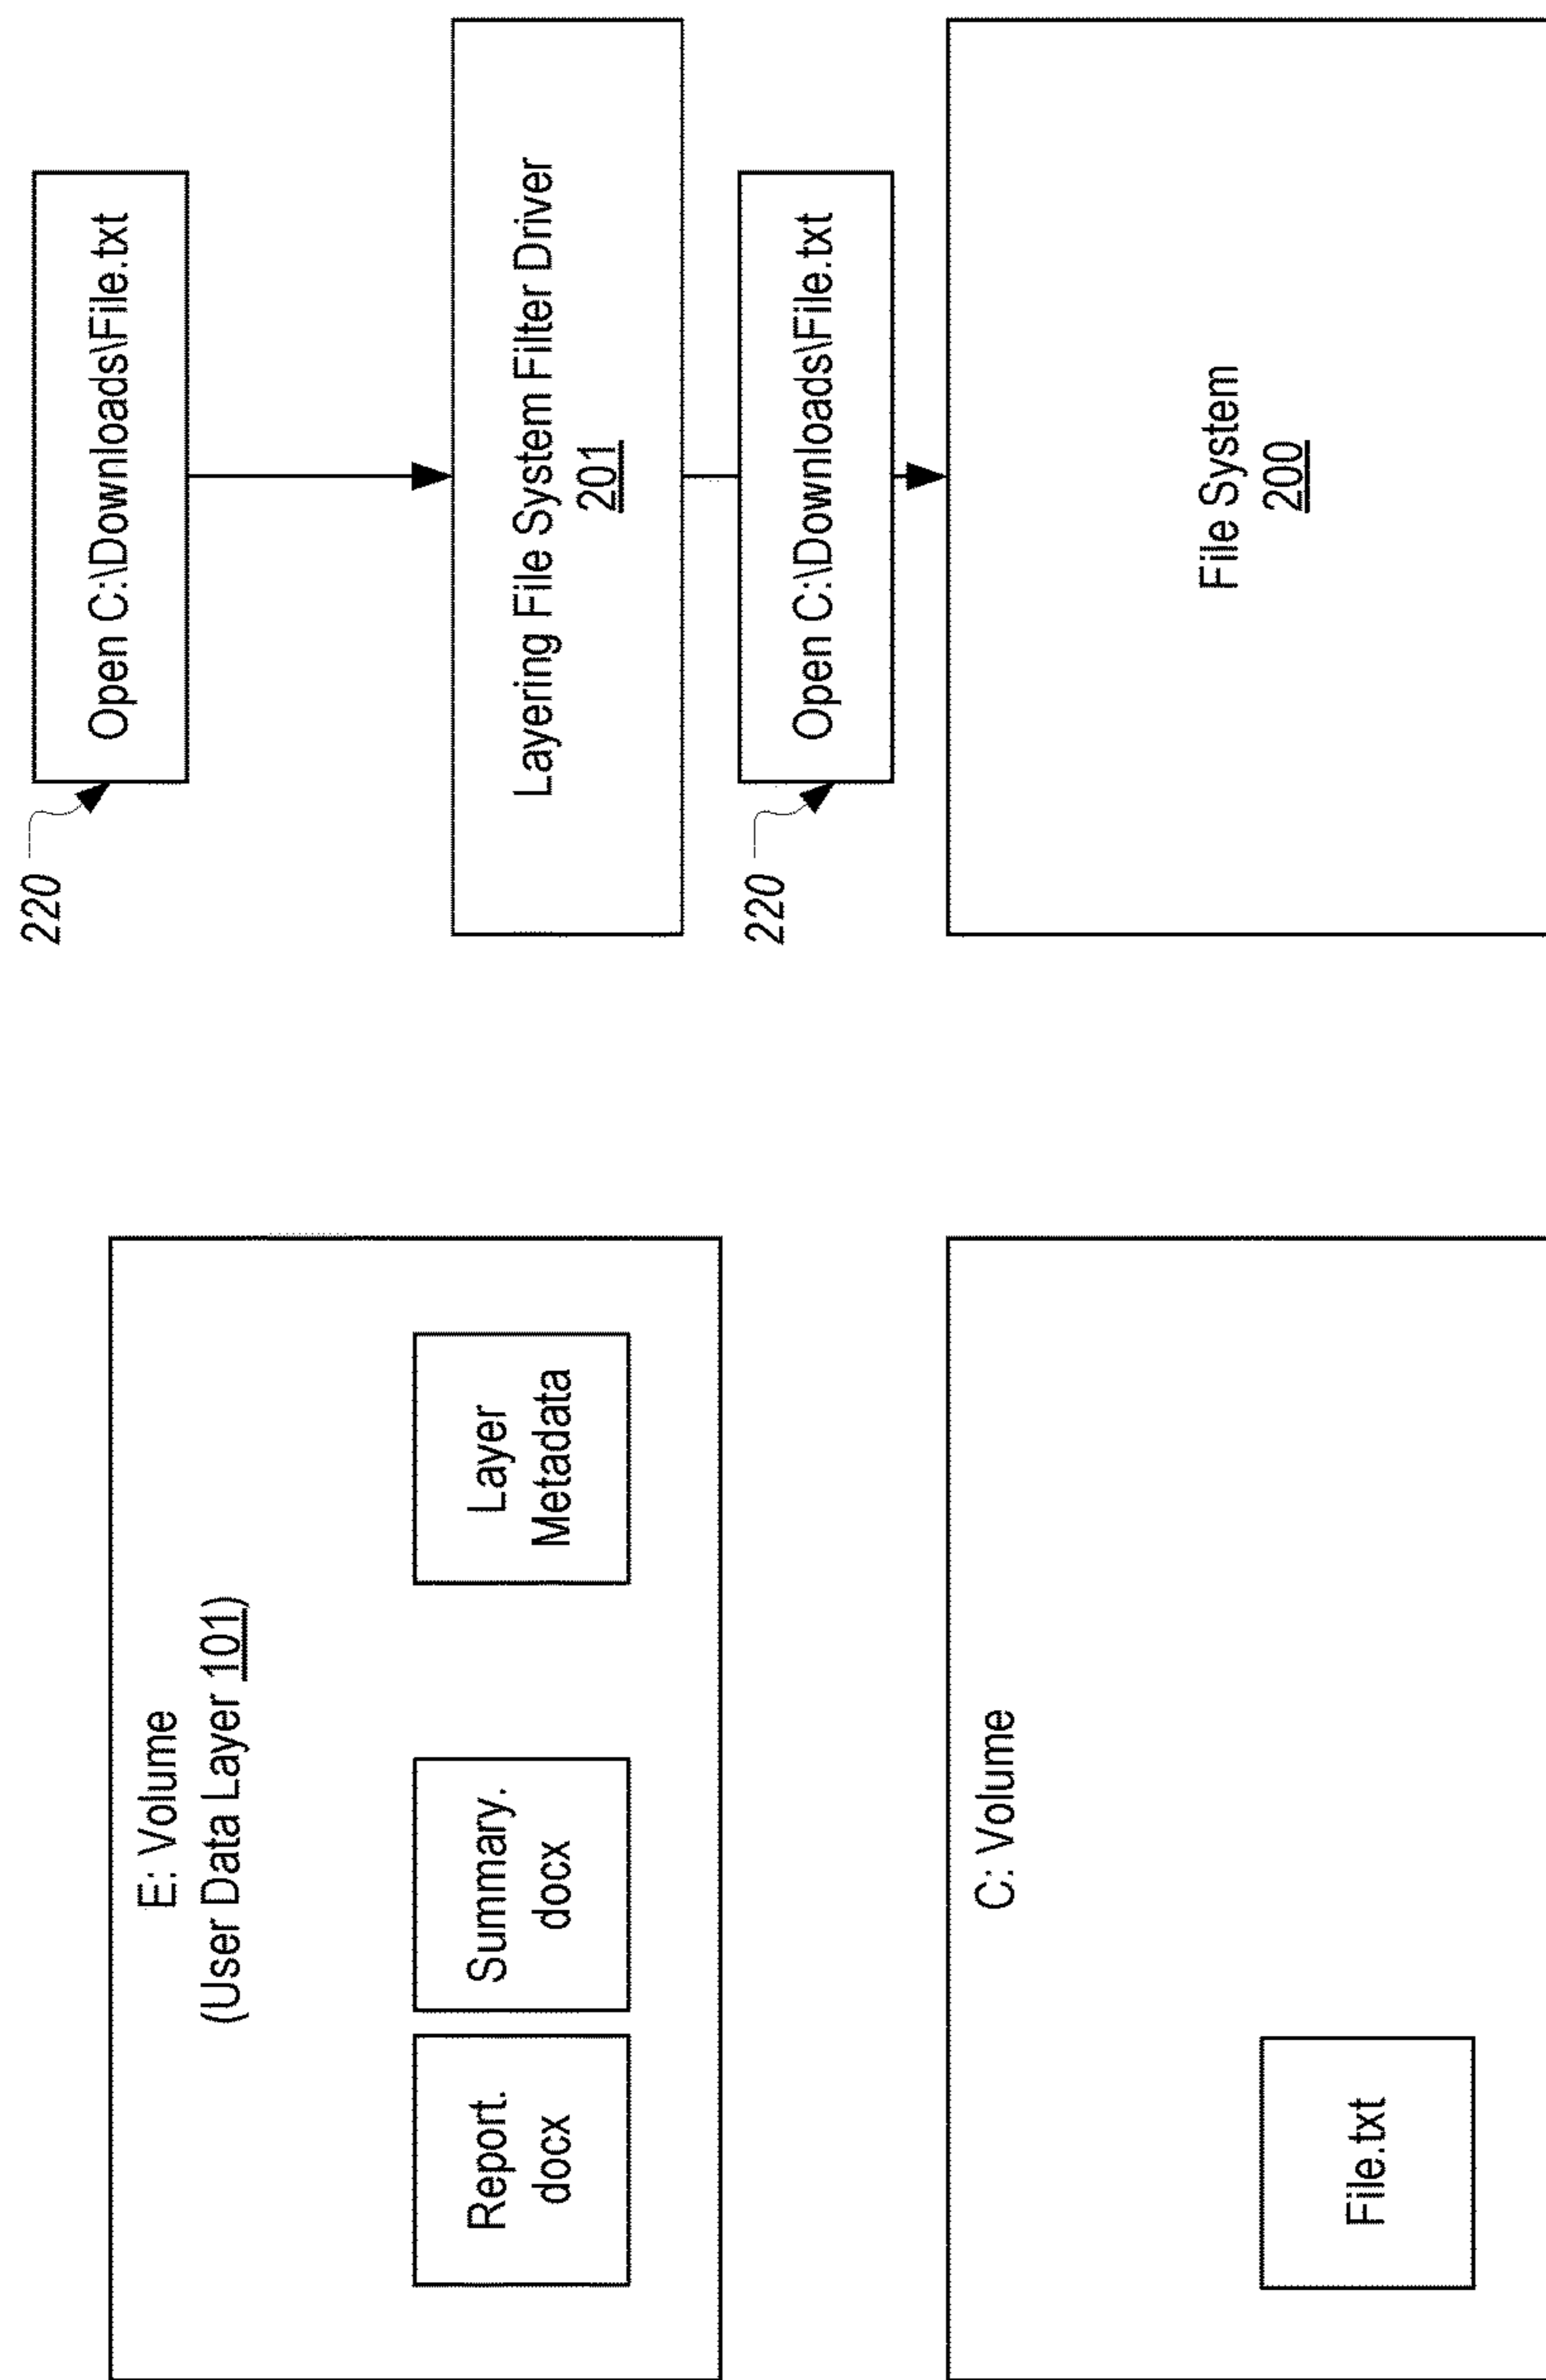 E: Volume
(User Data Layer 101)
Report.
docx
Summary.
docx
Layer
Metadata
C: Volume
File.txt
220
Open C:\Downloads\File.txt
Layering File System Filter Driver
201
220
Open C:\Downloads\File.txt
File System
200